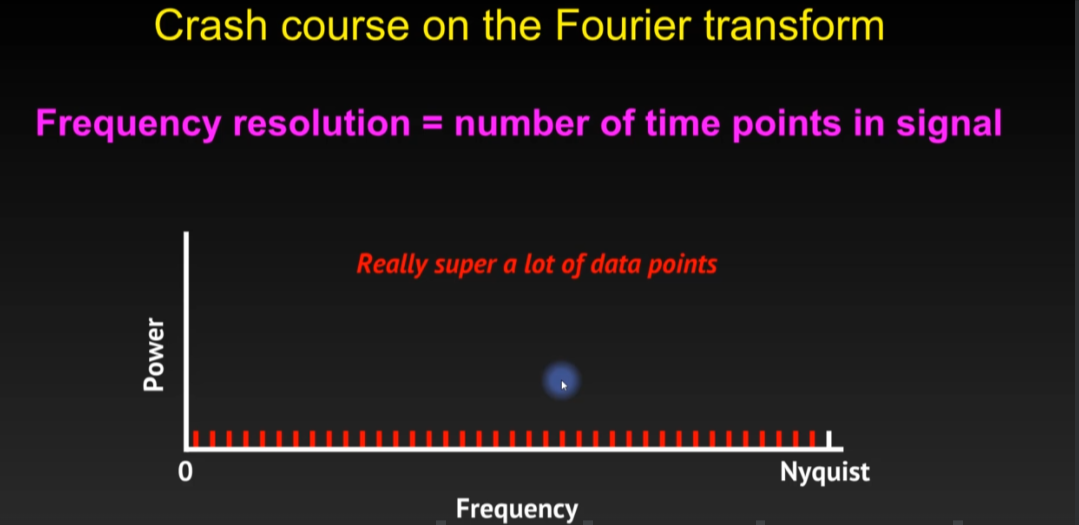 Crash course on the Fourier transform
Frequency resolution = number of time points in signal
Really super a lot of data points
Power
0
Nyquist
Frequency